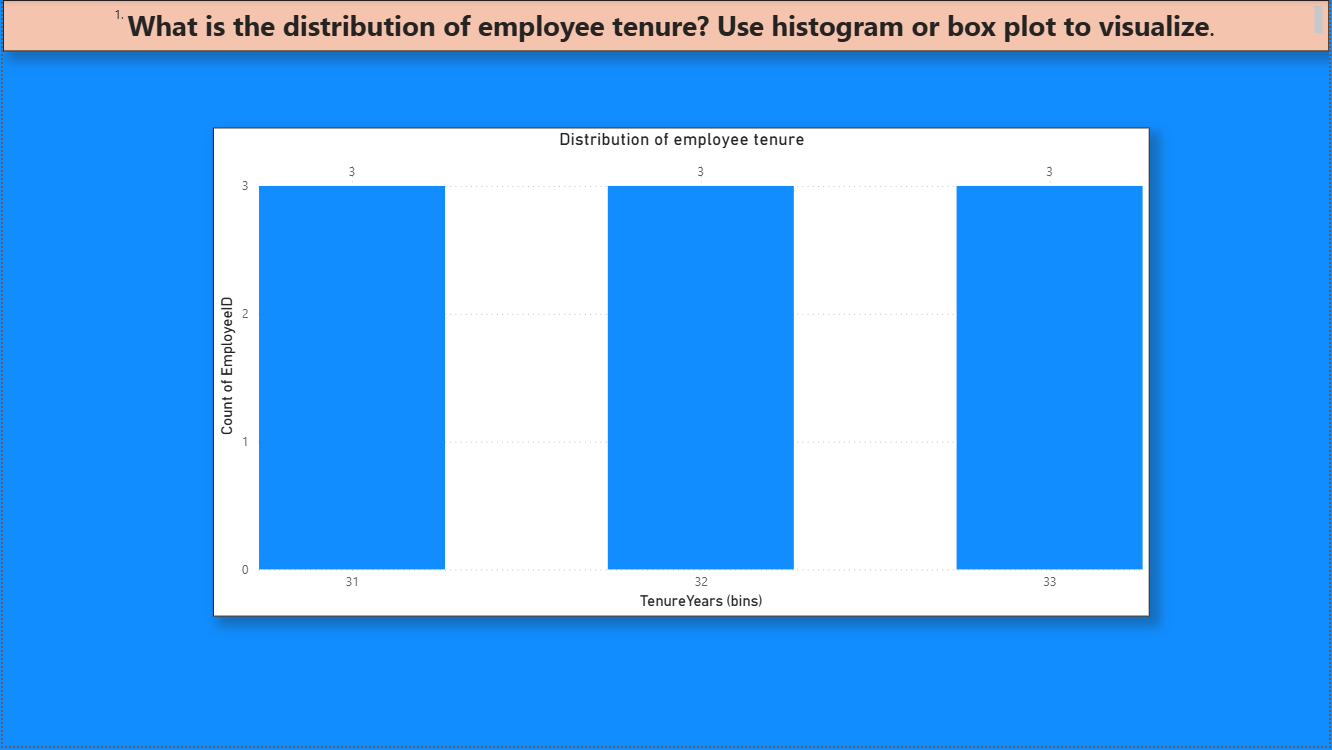 1. What is the distribution of employee tenure? Use histogram or box plot to visualize.
Distribution of employee tenure
3 3 3
3
2
1
0
Count of EmployeeID
31 32 33
TenureYears (bins)